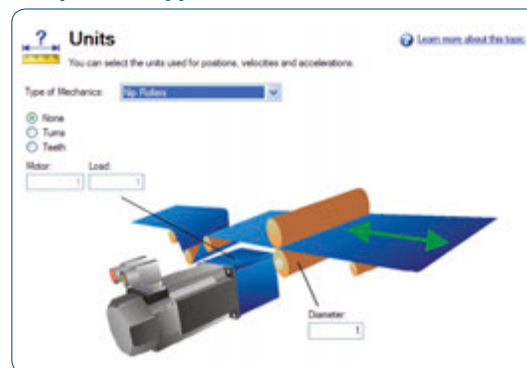 ?
Units
Learn more about this topic
You can select the units used for positions, velocities and accelerations.
Type of Mechanics: Nip Rollers
None
Turns
Teeth
Motor: Load:
1 1
Diameter:
1